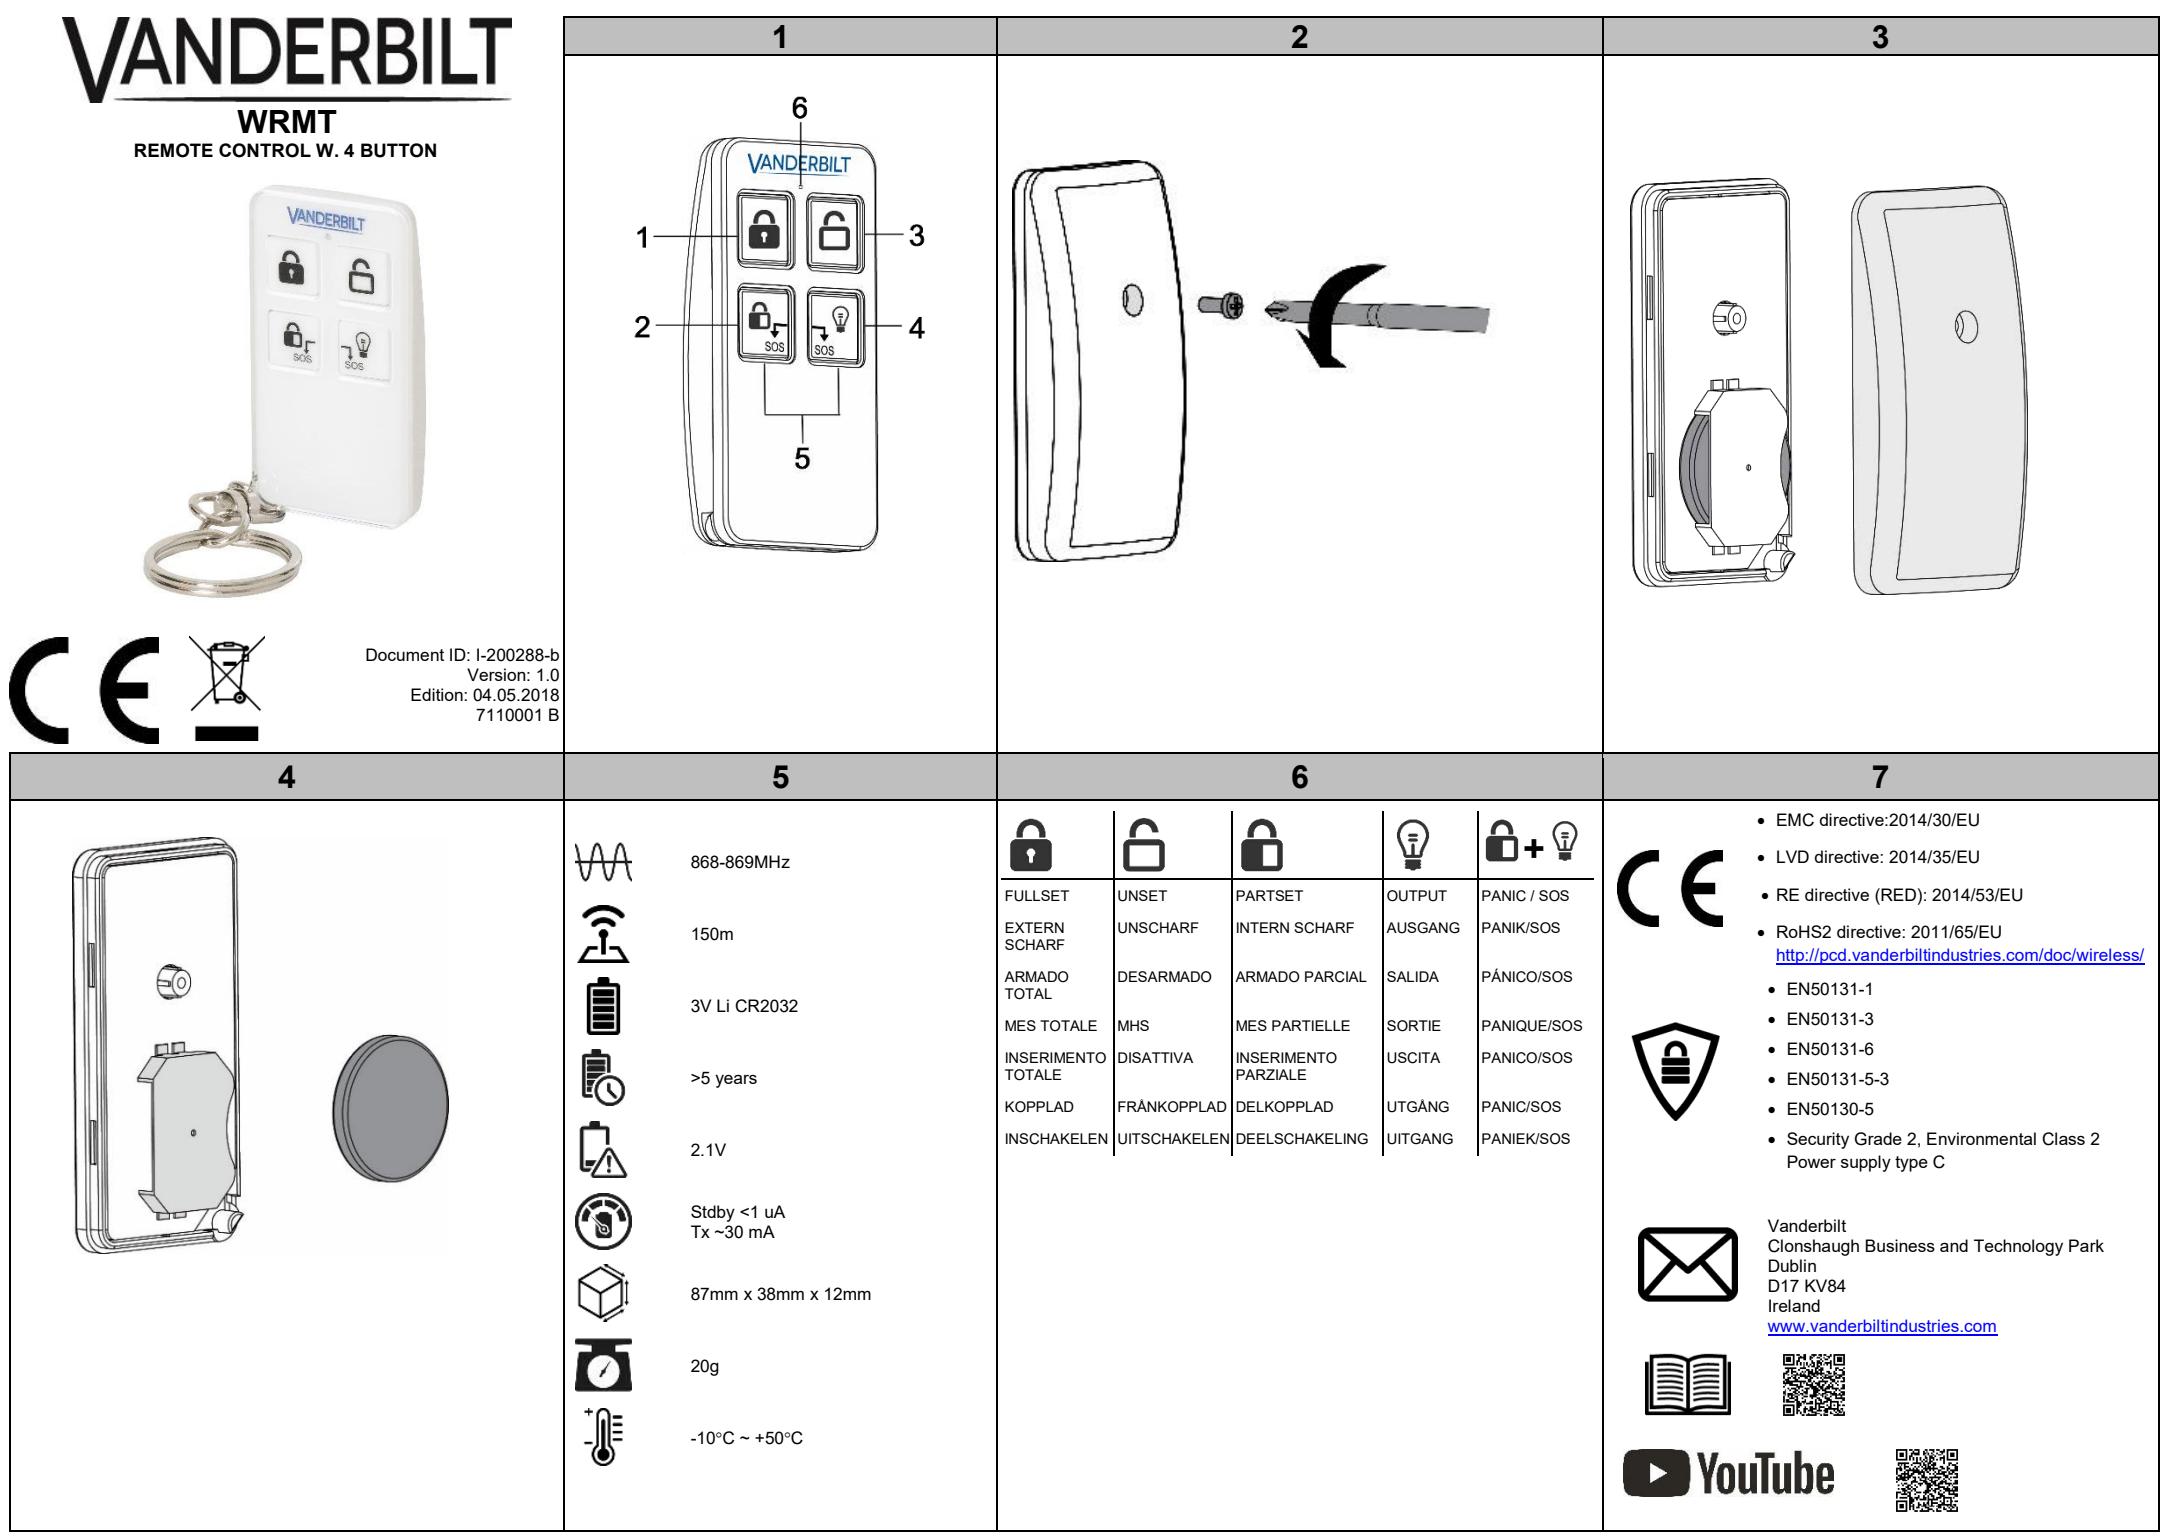 VANDERBILT
WRMT
REMOTE CONTROL W. 4 BUTTON
VANDERBILT
SOS
SOS
Document ID: I-200288-b
Version: 1.0
Edition: 04.05.2018
7110001 B
1
6
VANDERBILT
1
3
2
4
SOS
SOS
5
2
3
4
5
868-869MHz
150m
3V Li CR2032
>5 years
2.1V
Stdby <1 uA
Tx ~30 mA
87mm x 38mm x 12mm
20g
-10°C ~ +50°C
6
+
FULLSET UNSET PARTSET OUTPUT PANIC / SOS
EXTERN SCHARF UNSCHARF INTERN SCHARF AUSGANG PANIK/SOS
ARMADO TOTAL DESARMADO ARMADO PARCIAL SALIDA PÁNICO/SOS
MES TOTALE MHS MES PARTIELLE SORTIE PANIQUE/SOS
INSERIMENTO TOTALE DISATTIVA INSERIMENTO PARZIALE USCITA PANICO/SOS
KOPPLAD FRÅNKOPPLAD DELKOPPLAD UTGÅNG PANIC/SOS
INSCHAKELEN UITSCHAKELEN DEELSCHAKELING UITGANG PANIEK/SOS
7
• EMC directive:2014/30/EU
• LVD directive: 2014/35/EU
• RE directive (RED): 2014/53/EU
• RoHS2 directive: 2011/65/EU
http://pcd.vanderbiltindustries.com/doc/wireless/
• EN50131-1
• EN50131-3
• EN50131-6
• EN50131-5-3
• EN50130-5
• Security Grade 2, Environmental Class 2
Power supply type C
Vanderbilt
Clonshaugh Business and Technology Park
Dublin
D17 KV84
Ireland
www.vanderbiltindustries.com
YouTube